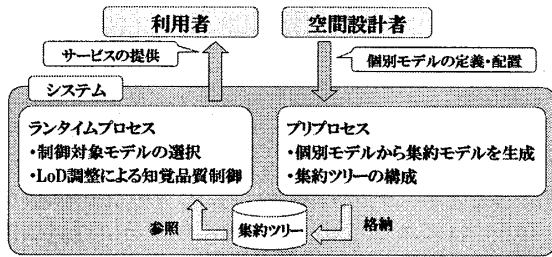 利用者
空間設計者
サービスの提供
個別モデルの定義・配置
システム
ランタイムプロセス
・制御対象モデルの選択
・LoD調整による知覚品質制御
プリプロセス
・個別モデルから集約モデルを生成
・集約ツリーの構成
参照
集約ツリー
格納